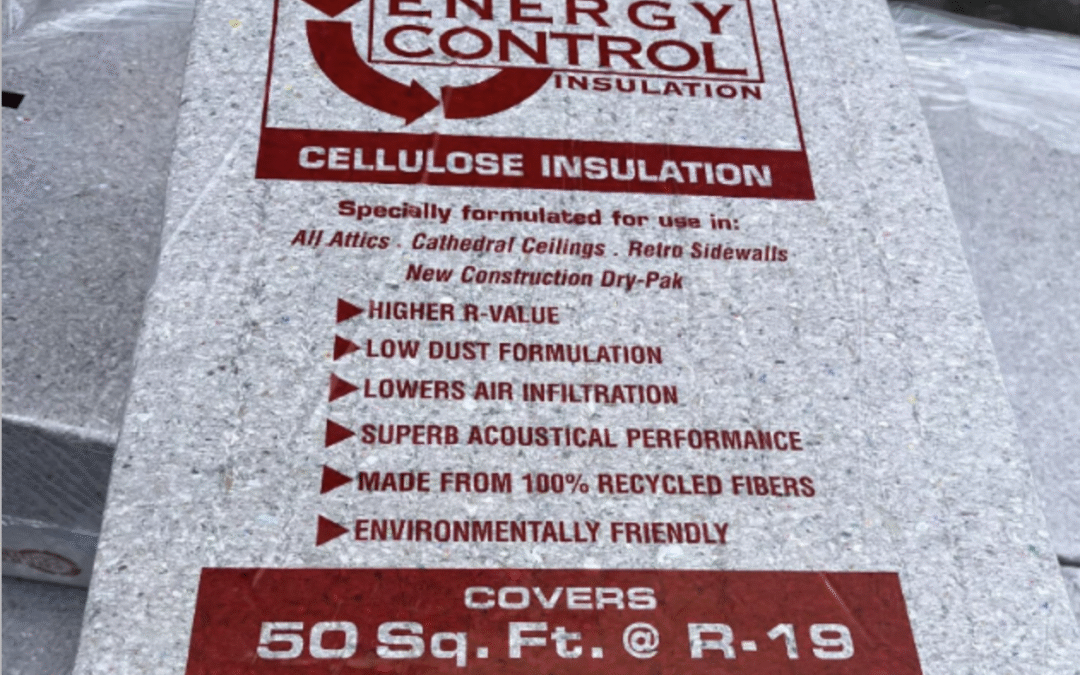 ENERGY
CONTROL
INSULATION
CELLULOSE INSULATION
Specially formulated for use in:
All Attics . Cathedral Ceilings . Retro Sidewalls
New Construction Dry-Pak
HIGHER R-VALUE
LOW DUST FORMULATION
LOWERS AIR INFILTRATION
SUPERB ACOUSTICAL PERFORMANCE
MADE FROM 100% RECYCLED FIBERS
ENVIRONMENTALLY FRIENDLY
COVERS
50 Sq. Ft. @ R-19